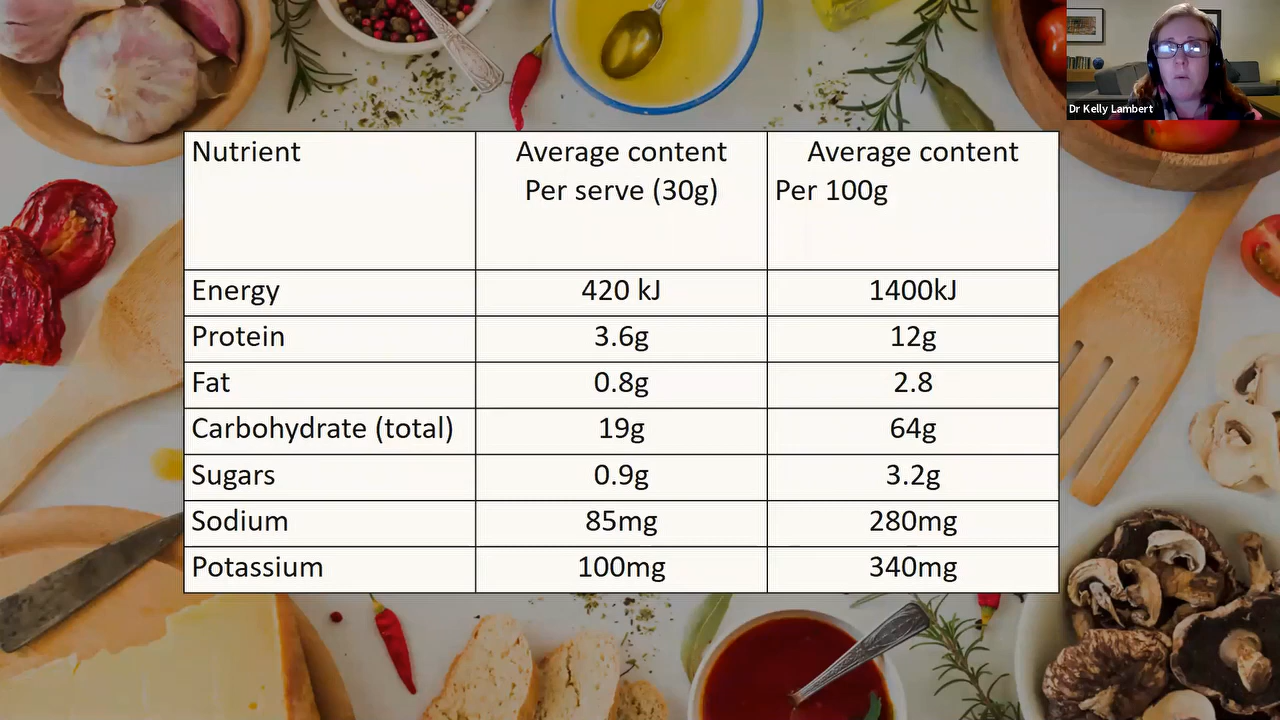 Dr Kelly Lambert
Nutrient
Average content
Per serve (30g)
Average content
Per 100g
Energy
420 kJ
1400kJ
Protein
3.6g
12g
Fat
0.8g
2.8
Carbohydrate (total)
19g
64g
Sugars
0.9g
3.2g
Sodium
85mg
280mg
Potassium
100mg
340mg